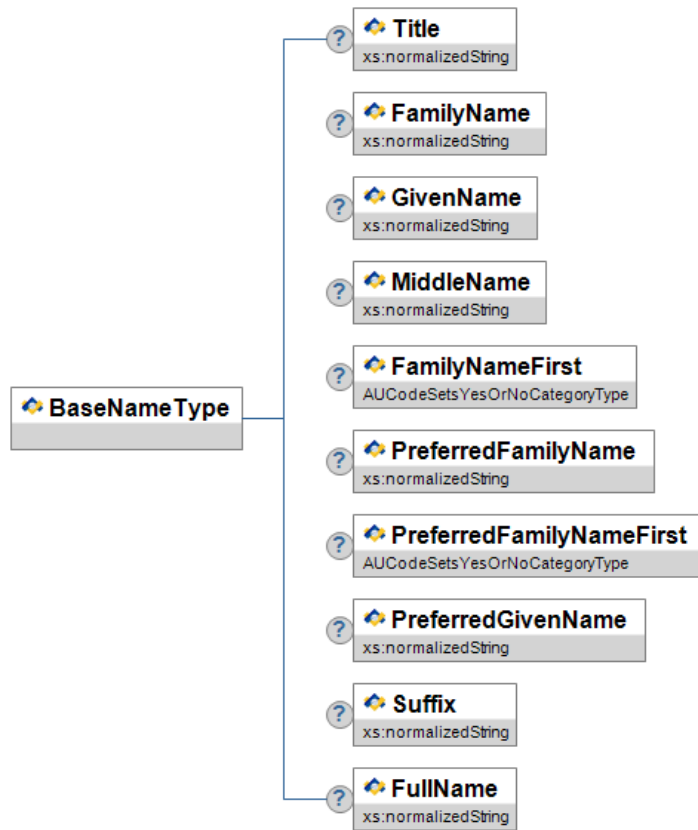 ?
Title
xs:normalizedString
?
FamilyName
xs:normalizedString
?
GivenName
xs:normalizedString
?
MiddleName
xs:normalizedString
?
FamilyNameFirst
AUCodeSetsYesOrNoCategoryType
BaseNameType
?
PreferredFamilyName
xs:normalizedString
?
PreferredFamilyNameFirst
AUCodeSetsYesOrNoCategoryType
?
PreferredGivenName
xs:normalizedString
?
Suffix
xs:normalizedString
?
FullName
xs:normalizedString